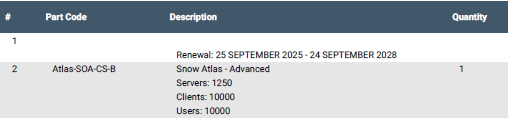 # Part Code Description Quantity
1
Renewal: 25 SEPTEMBER 2025 - 24 SEPTEMBER 2028
2 Atlas-SOA-CS-B Snow Atlas - Advanced 1
Servers: 1250
Clients: 10000
Users: 10000